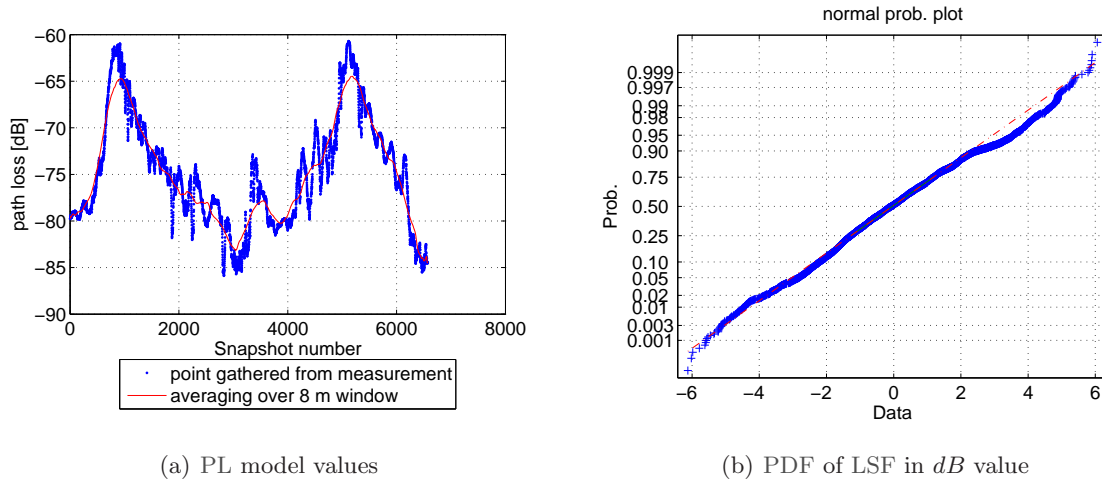 −60
−65
−70
−75
−80
−85
−90
path loss [dB]
0 2000 4000 6000 8000
Snapshot number
point gathered from measurement
averaging over 8 m window
(a) PL model values
normal prob. plot
0.999
0.997
0.99
0.98
0.95
0.90
0.75
0.50
0.25
0.10
0.05
0.02
0.01
0.003
0.001
Prob.
−6 −4 −2 0 2 4 6
Data
(b) PDF of LSF in dB value